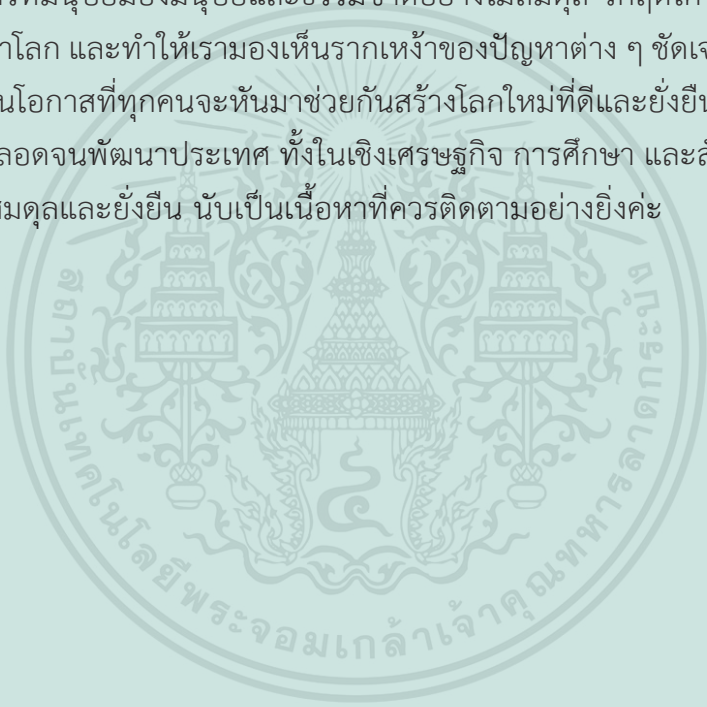 าโลก และทำให้เรามองเห็นรากเหง้าของปัญหาต่าง ๆ ชัดเจ
นโอกาสที่ทุกคนจะหันมาช่วยกันสร้างโลกใหม่ที่ดีและยั่งยืน
ลอดจนพัฒนาประเทศ ทั้งในเชิงเศรษฐกิจ การศึกษา และสั
มดุลและยั่งยืน นับเป็นเนื้อหาที่ควรติดตามอย่างยิ่งค่ะ
สถาบันเทคโนโลยีพระจอมเกล้าเจ้าคุณทหารลาดกระบัง